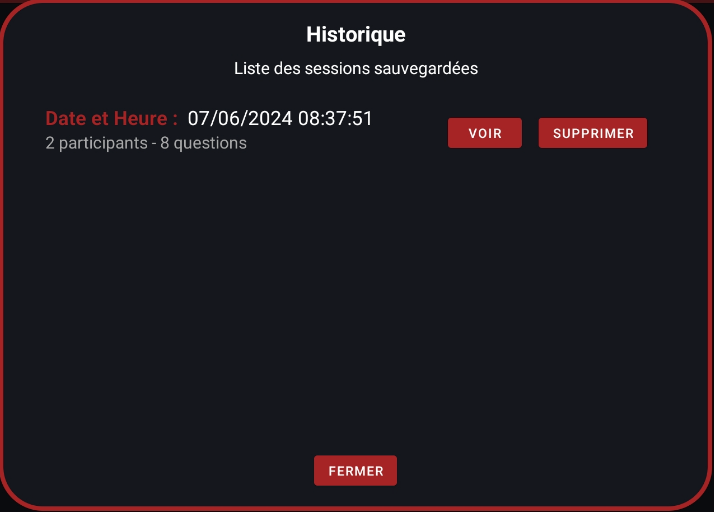 Historique
Liste des sessions sauvegardées
Date et Heure : 07/06/2024 08:37:51
2 participants - 8 questions
VOIR
SUPPRIMER
FERMER